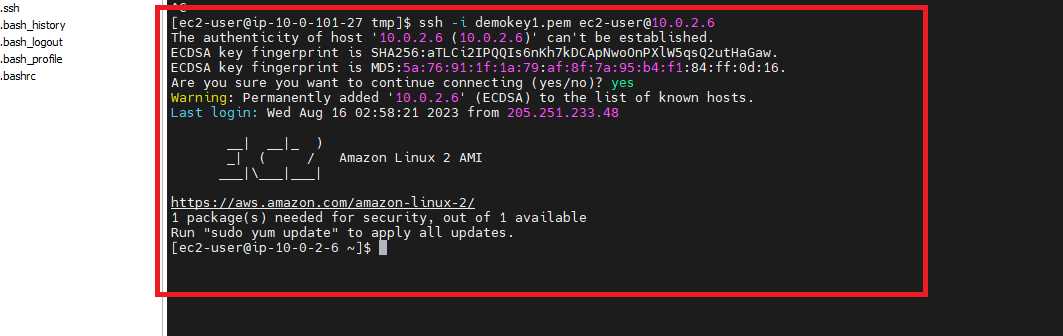 .ssh
.bash_history
.bash_logout
.bash_profile
.bashrc
[ec2-user@ip-10-0-101-27 tmp]$ ssh -i demokey1.pem ec2-user@10.0.2.6
The authenticity of host '10.0.2.6 (10.0.2.6)' can't be established.
ECDSA key fingerprint is SHA256:aTLCi2IPQQIs6nKh7kDCApNwoOnPXlW5qsQ2utHaGaw.
ECDSA key fingerprint is MD5:5a:76:91:1f:1a:79:af:8f:7a:95:b4:f1:84:ff:0d:16.
Are you sure you want to continue connecting (yes/no)? yes
Warning: Permanently added '10.0.2.6' (ECDSA) to the list of known hosts.
Last login: Wed Aug 16 02:58:21 2023 from 205.251.233.48
       __|  __|_  )
       _|  (     /   Amazon Linux 2 AMI
      ___|\___|___|
https://aws.amazon.com/amazon-linux-2/
1 package(s) needed for security, out of 1 available
Run "sudo yum update" to apply all updates.
[ec2-user@ip-10-0-2-6 ~]$